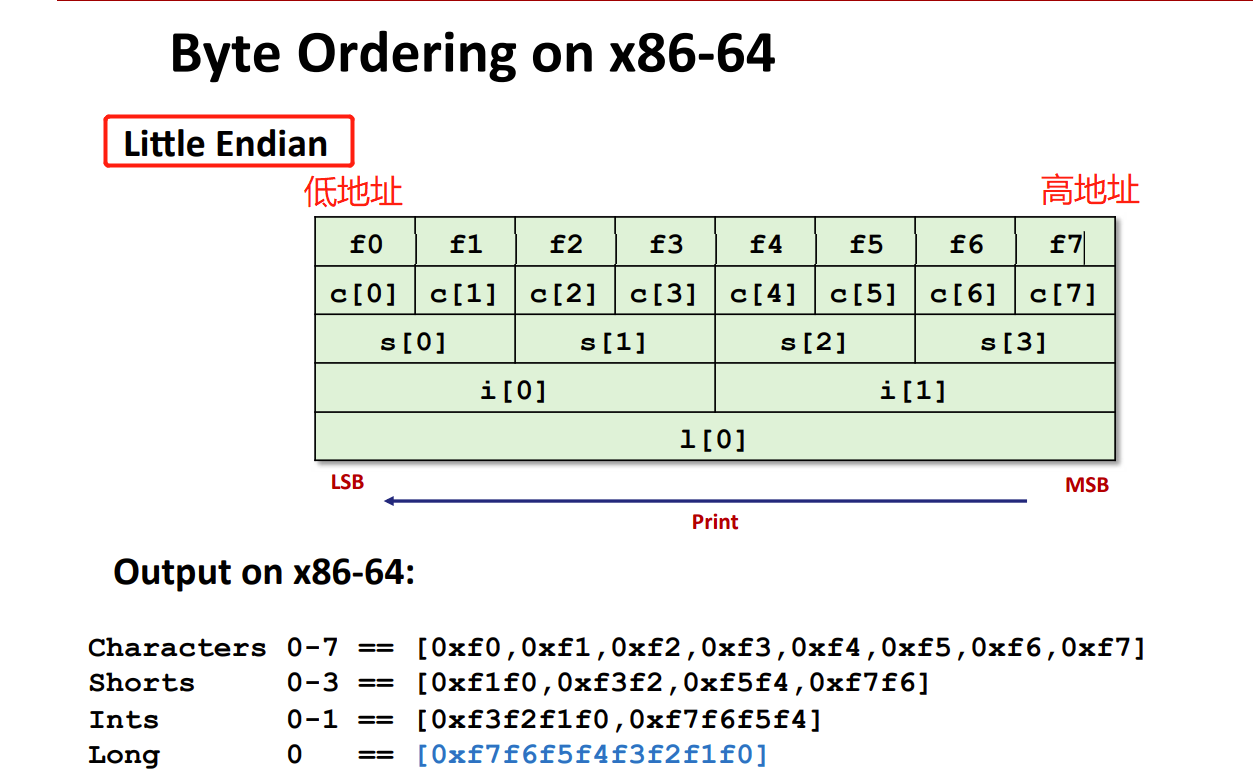 Byte Ordering on x86-64
Little Endian
低地址 高地址
f0 f1 f2 f3 f4 f5 f6 f7
c[0] c[1] c[2] c[3] c[4] c[5] c[6] c[7]
s[0] s[1] s[2] s[3]
i[0] i[1]
l[0]
LSB MSB
Print
Output on x86-64:
Characters 0-7 == [0xf0,0xf1,0xf2,0xf3,0xf4,0xf5,0xf6,0xf7]
Shorts 0-3 == [0xf1f0,0xf3f2,0xf5f4,0xf7f6]
Ints 0-1 == [0xf3f2f1f0,0xf7f6f5f4]
Long 0 == [0xf7f6f5f4f3f2f1f0]